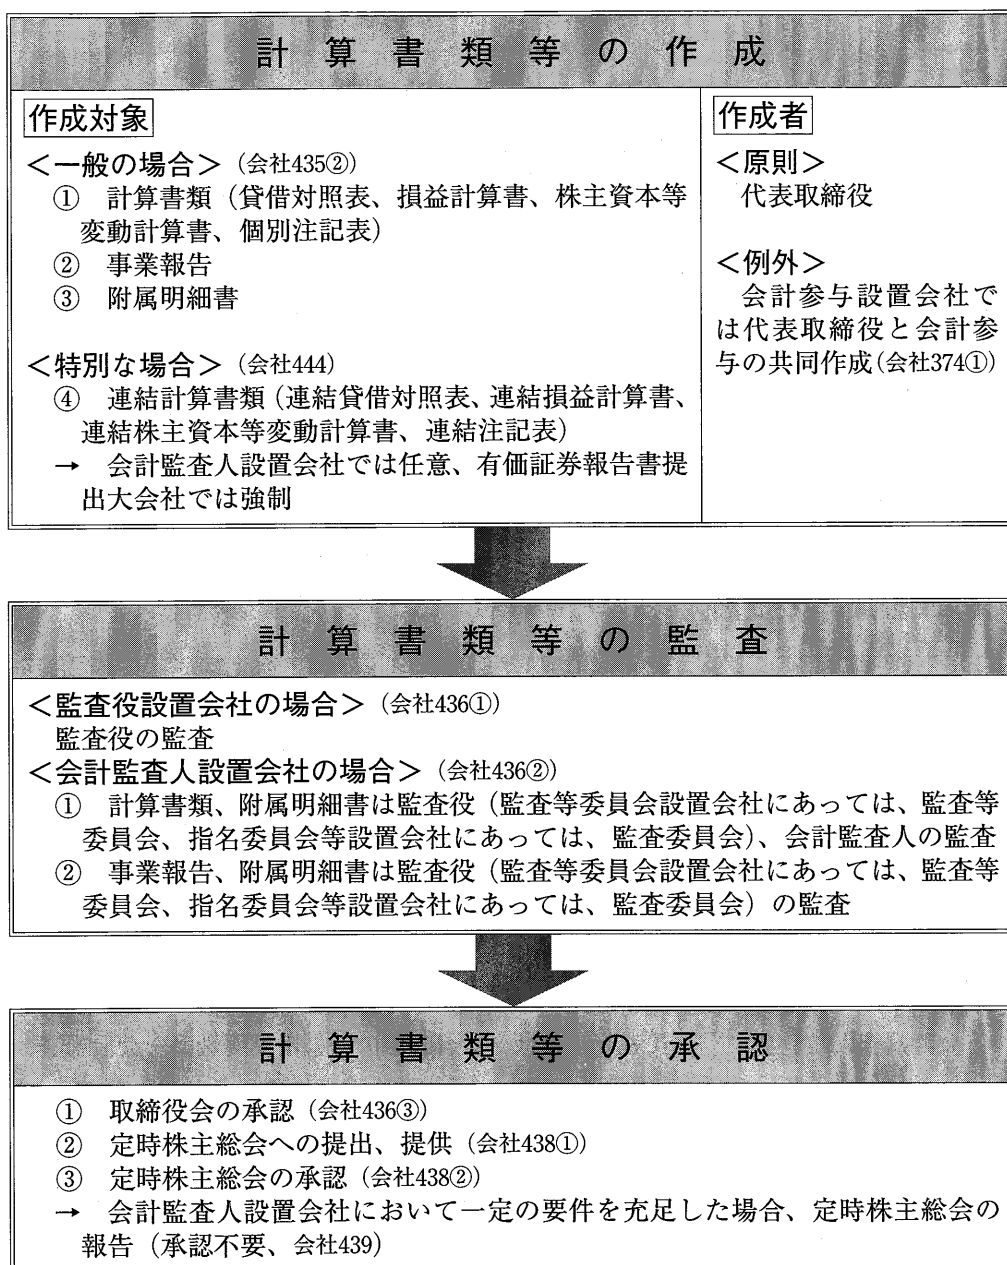 計算書類等の作成
作成対象
＜一般の場合＞（会社435②）
① 計算書類（貸借対照表、損益計算書、株主資本等
変動計算書、個別注記表）
② 事業報告
③ 附属明細書
＜特別な場合＞（会社444）
④ 連結計算書類（連結貸借対照表、連結損益計算書、
連結株主資本等変動計算書、連結注記表）
→ 会計監査人設置会社では任意、有価証券報告書提
出大会社では強制
作成者
＜原則＞
代表取締役
＜例外＞
会計参与設置会社で
は代表取締役と会計参
与の共同作成（会社374①）
計算書類等の監査
＜監査役設置会社の場合＞（会社436①）
監査役の監査
＜会計監査人設置会社の場合＞（会社436②）
① 計算書類、附属明細書は監査役（監査等委員会設置会社にあっては、監査等
委員会、指名委員会等設置会社にあっては、監査委員会）、会計監査人の監査
② 事業報告、附属明細書は監査役（監査等委員会設置会社にあっては、監査等
委員会、指名委員会等設置会社にあっては、監査委員会）の監査
計算書類等の承認
① 取締役会の承認（会社436③）
② 定時株主総会への提出、提供（会社438①）
③ 定時株主総会の承認（会社438②）
→ 会計監査人設置会社において一定の要件を充足した場合、定時株主総会の
報告（承認不要、会社439）